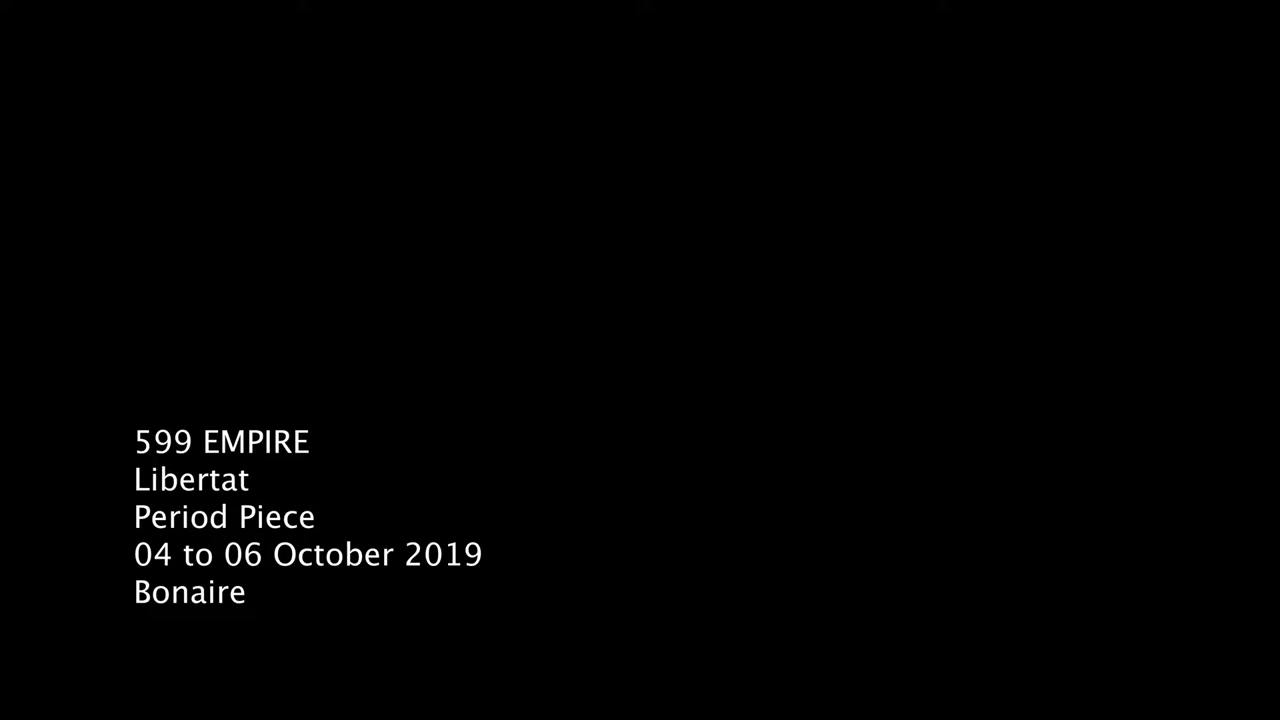 599 EMPIRE
Libertat
Period Piece
04 to 06 October 2019
Bonaire